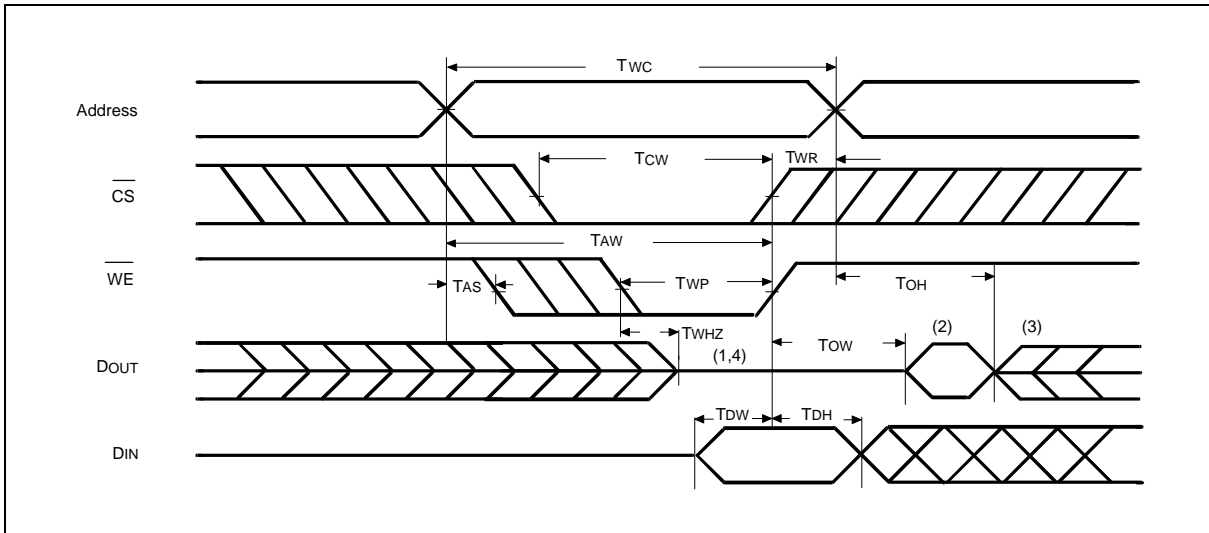 TWC
Address
TCW
TWR
CS
TAW
WE
TAS
TWP
TOH
TWHZ
(1,4)
TOW
(2)
(3)
DOUT
TDW
TDH
DIN